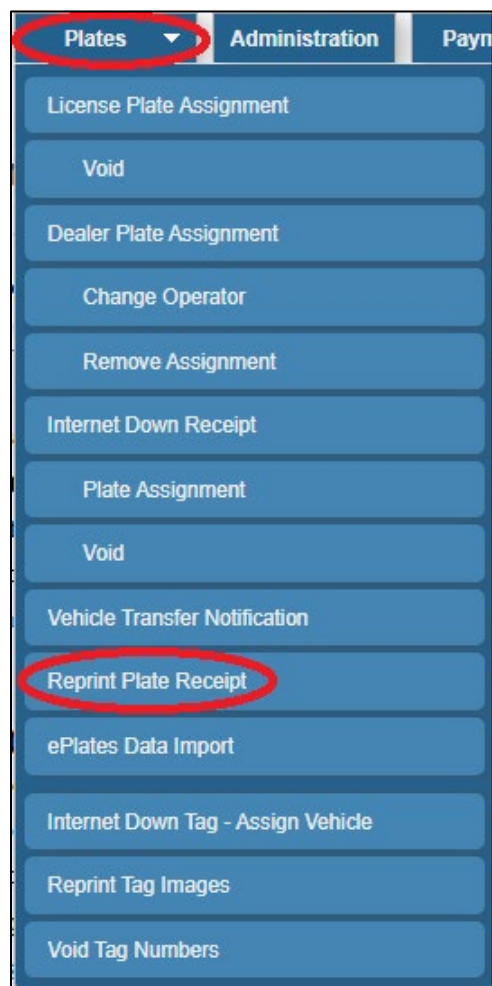 Plates Administration Payn
License Plate Assignment
Void
Dealer Plate Assignment
Change Operator
Remove Assignment
Internet Down Receipt
Plate Assignment
Void
Vehicle Transfer Notification
Reprint Plate Receipt
ePlates Data Import
Internet Down Tag - Assign Vehicle
Reprint Tag Images
Void Tag Numbers